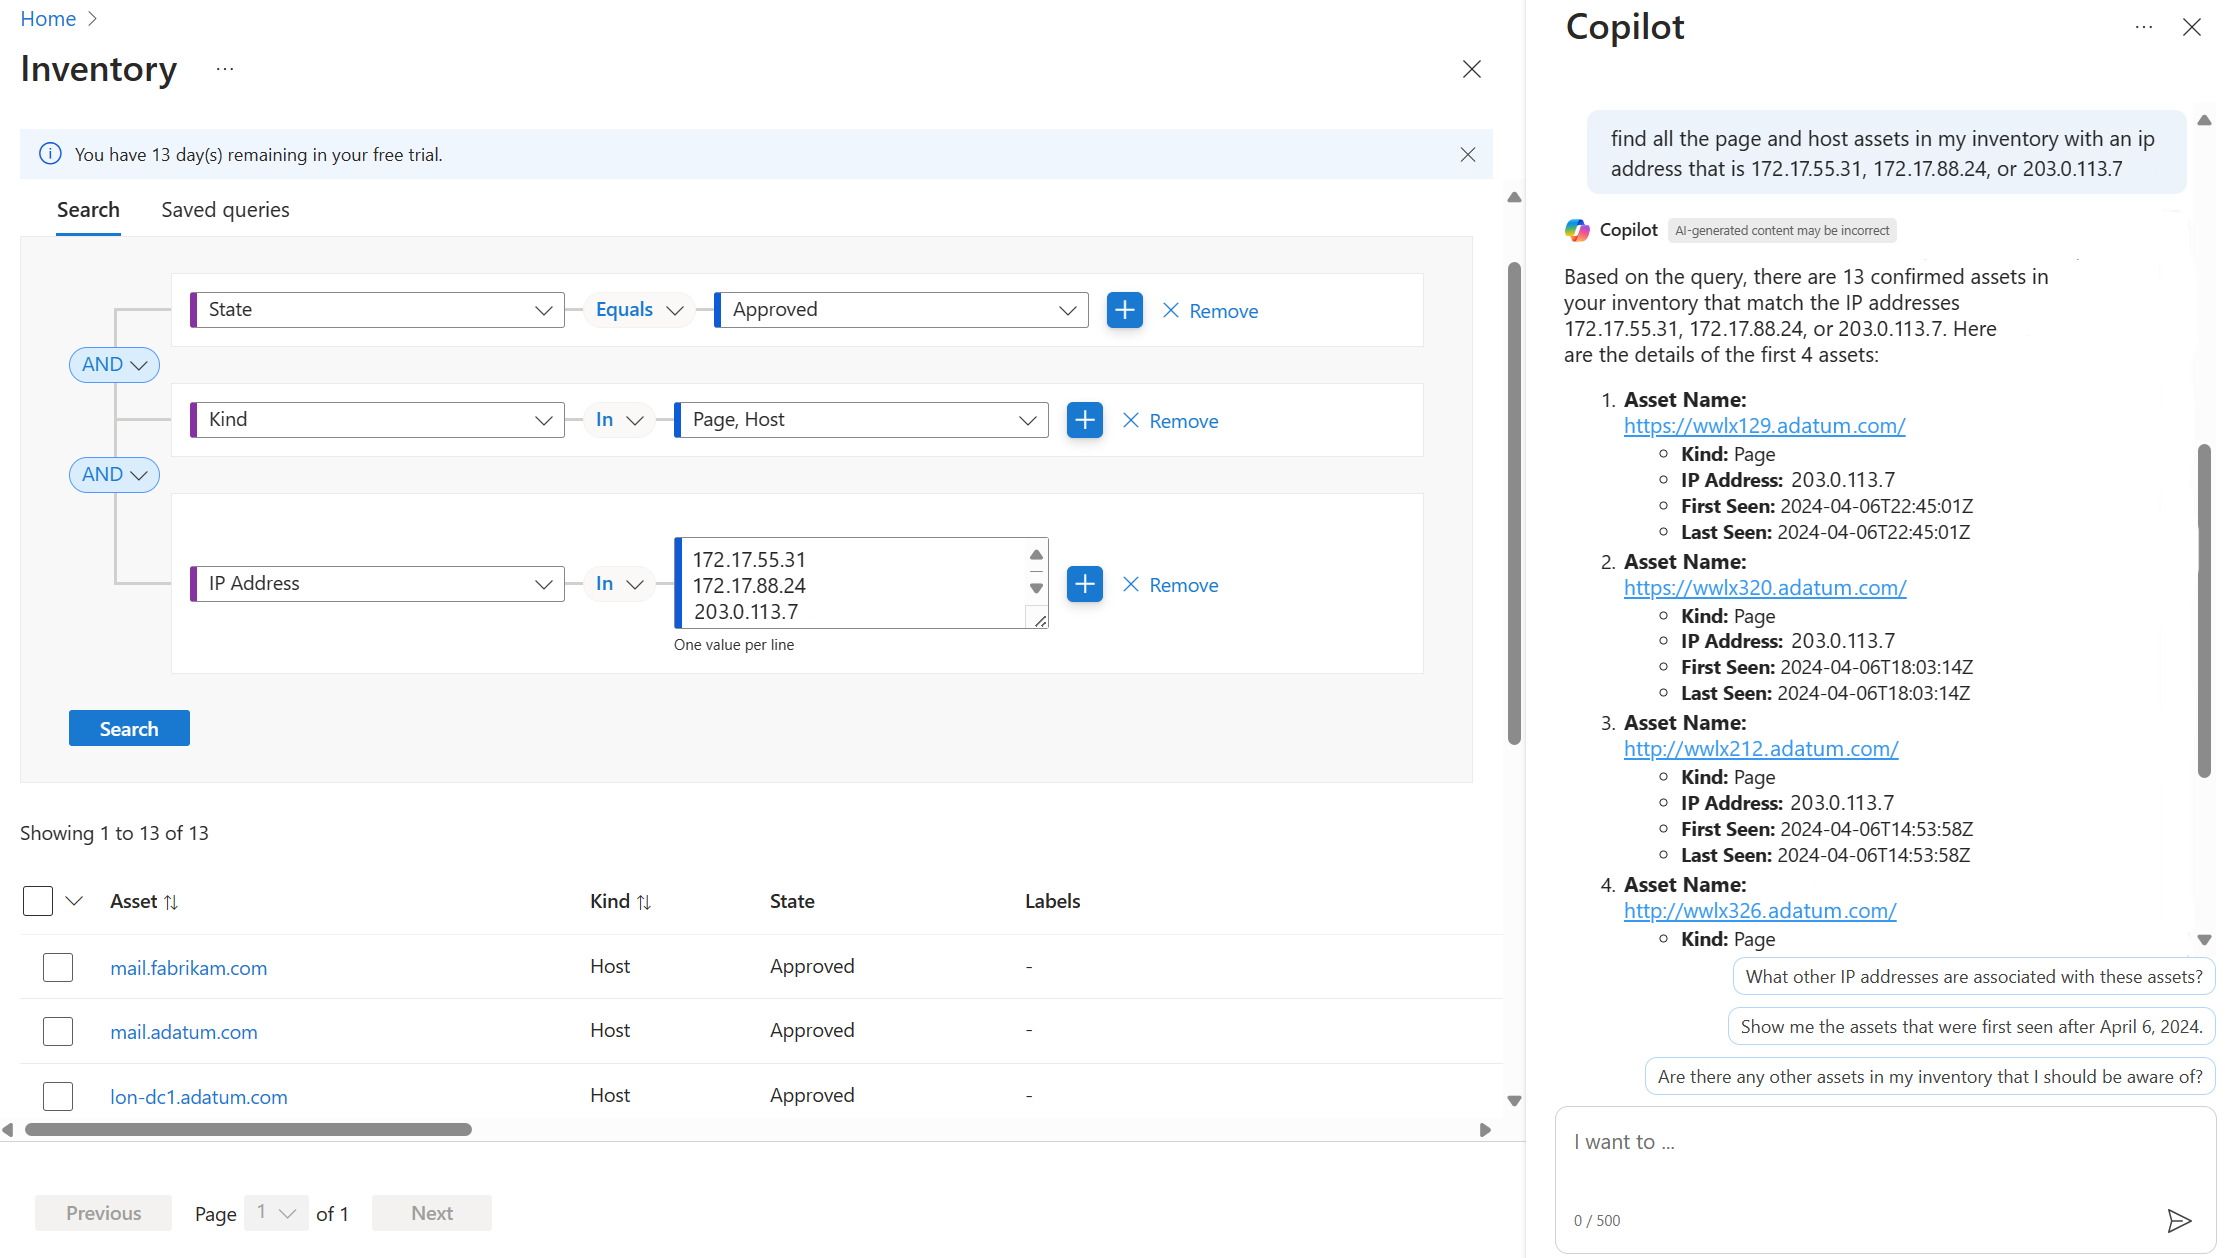 Home
Inventory ...
You have 13 day(s) remaining in your free trial.
Search Saved queries
State Equals Approved Remove
AND
Kind In Page, Host Remove
AND
172.17.55.31
IP Address In 172.17.88.24 Remove
203.0.113.7
One value per line
Search
Showing 1 to 13 of 13
Asset Kind State Labels
mail.fabrikam.com Host Approved -
mail.adatum.com Host Approved -
lon-dc1.adatum.com Host Approved -
Previous Page 1 of 1 Next
Copilot ...
find all the page and host assets in my inventory with an ip
address that is 172.17.55.31, 172.17.88.24, or 203.0.113.7
Copilot AI-generated content may be incorrect
Based on the query, there are 13 confirmed assets in
your inventory that match the IP addresses
172.17.55.31, 172.17.88.24, or 203.0.113.7. Here
are the details of the first 4 assets:
1. Asset Name:
https://wwlx129.adatum.com/
Kind: Page
IP Address: 203.0.113.7
First Seen: 2024-04-06T22:45:01Z
Last Seen: 2024-04-06T22:45:01Z
2. Asset Name:
https://wwlx320.adatum.com/
Kind: Page
IP Address: 203.0.113.7
First Seen: 2024-04-06T18:03:14Z
Last Seen: 2024-04-06T18:03:14Z
3. Asset Name:
http://wwlx212.adatum.com/
Kind: Page
IP Address: 203.0.113.7
First Seen: 2024-04-06T14:53:58Z
Last Seen: 2024-04-06T14:53:58Z
4. Asset Name:
http://wwlx326.adatum.com/
Kind: Page
What other IP addresses are associated with these assets?
Show me the assets that were first seen after April 6, 2024.
Are there any other assets in my inventory that I should be aware of?
I want to ...
0 / 500